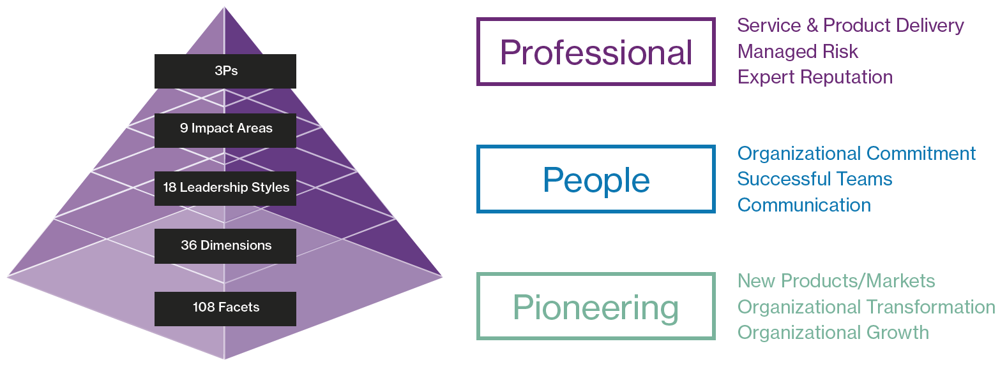 3Ps
9 Impact Areas
18 Leadership Styles
36 Dimensions
108 Facets
Professional
Service & Product Delivery
Managed Risk
Expert Reputation
People
Organizational Commitment
Successful Teams
Communication
Pioneering
New Products/Markets
Organizational Transformation
Organizational Growth